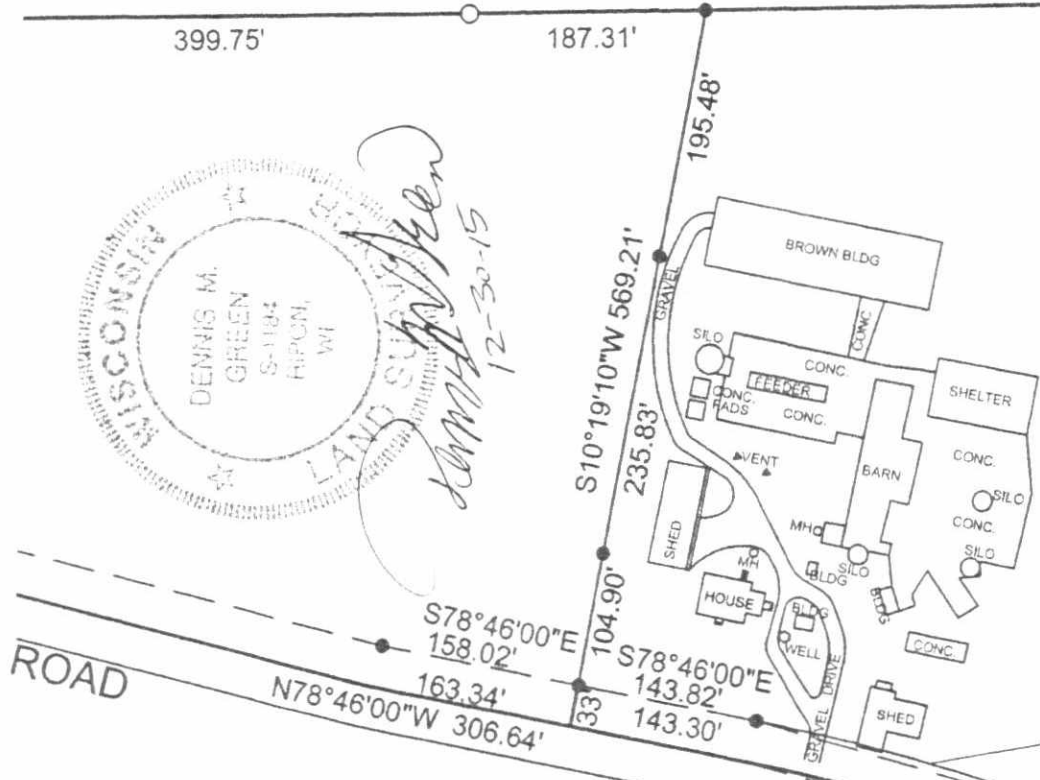 399.75'
187.31'
195.48'
S10°19'10"W 569.21'
235.83'
104.90'
33'
WISCONSIN
LAND SURVEYOR
DENNIS M.
GREEN
S-1184
RIPON,
WI
Dennis M Green
12-30-15
GRAVEL
BROWN BLDG
CONC
SILO
CONC.
FEEDER
CONC.
PADS
CONC.
SHELTER
VENT
BARN
CONC.
SILO
CONC.
MH
SILO
SILO
SHED
MH
BLDG
HOUSE
BLDG
BLDG
WELL
CONC.
GRAVEL DRIVE
SHED
S78°46'00"E
158.02'
163.34'
S78°46'00"E
143.82'
143.30'
N78°46'00"W 306.64'
ROAD